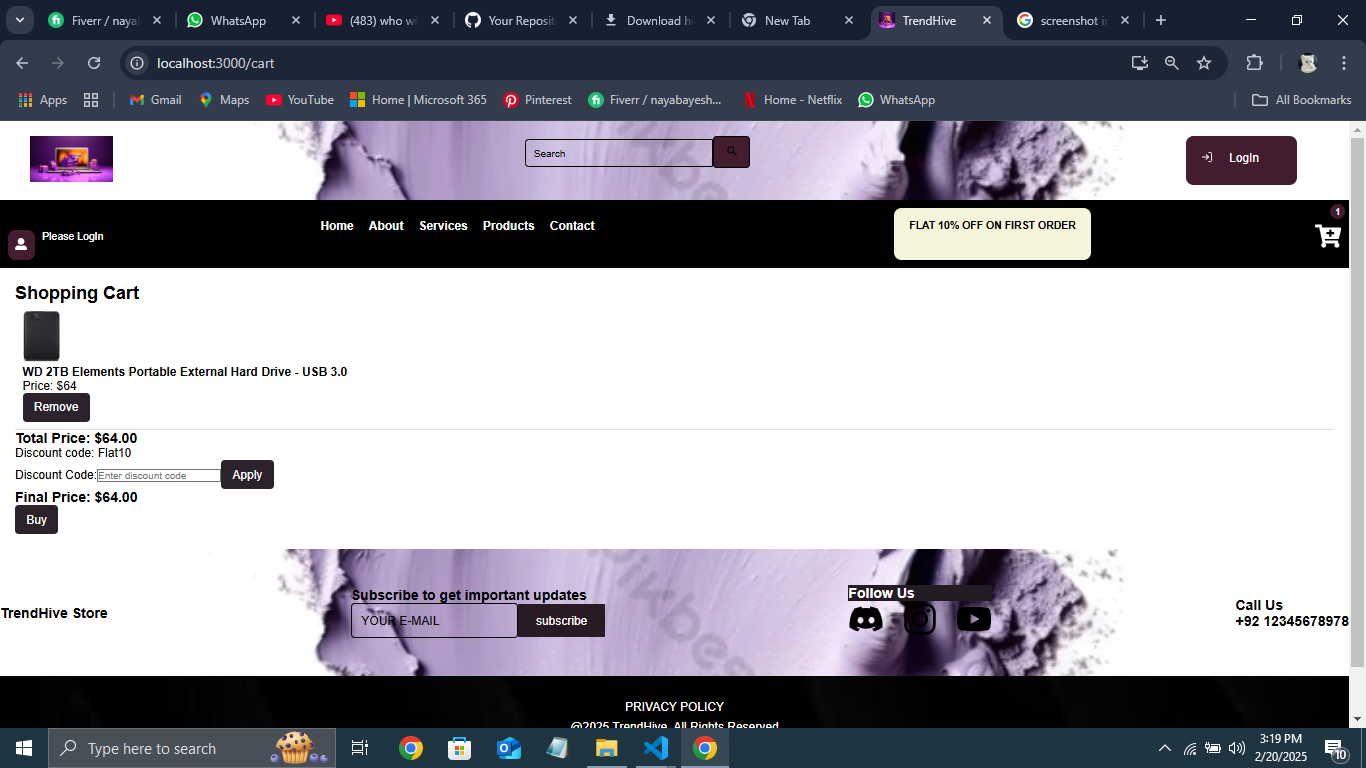 Fiverr / nayal
WhatsApp
(483) who wi
Your Reposit
Download hi
New Tab
TrendHive
screenshot in
localhost:3000/cart
Apps
Gmail
Maps
YouTube
Home | Microsoft 365
Pinterest
Fiverr / nayabayesh...
Home - Netflix
WhatsApp
All Bookmarks
Search
LogIn
Please LogIn
Home
About
Services
Products
Contact
FLAT 10% OFF ON FIRST ORDER
1
Shopping Cart
WD 2TB Elements Portable External Hard Drive - USB 3.0
Price: $64
Remove
Total Price: $64.00
Discount code: Flat10
Discount Code:
Enter discount code
Apply
Final Price: $64.00
Buy
TrendHive Store
Subscribe to get important updates
YOUR E-MAIL
subscribe
Follow Us
Call Us
+92 12345678978
PRIVACY POLICY
@2025 TrendHive. All Rights Reserved
Type here to search
3:19 PM
2/20/2025
10